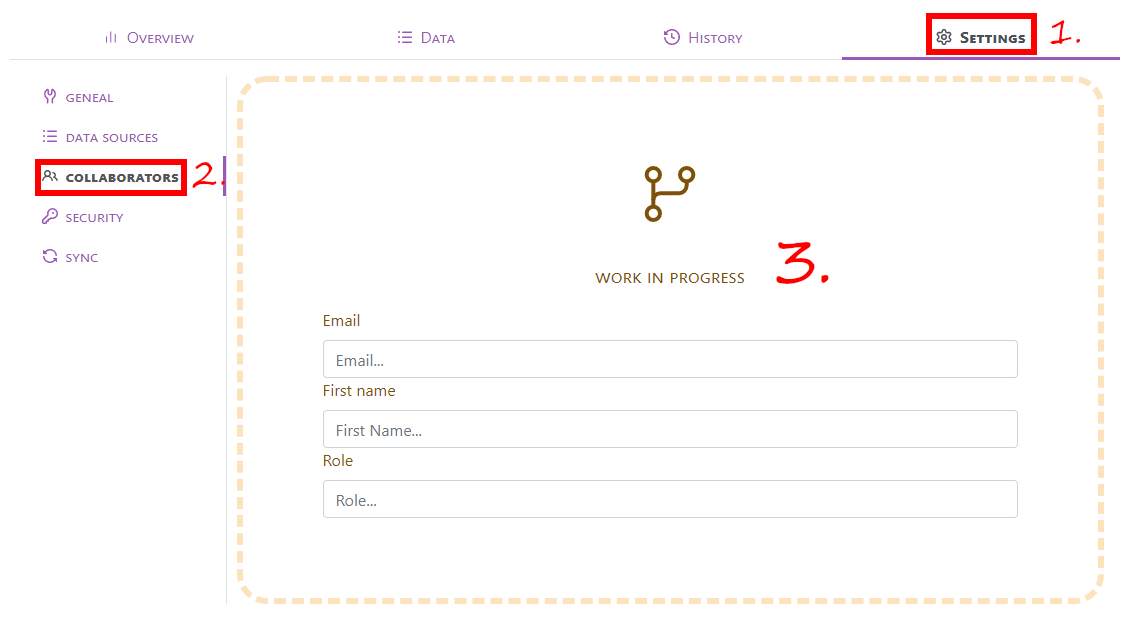 Overview
Data
History
Settings 1.
GENEAL
DATA SOURCES
COLLABORATORS 2.
SECURITY
SYNC
WORK IN PROGRESS 3.
Email
Email...
First name
First Name...
Role
Role...